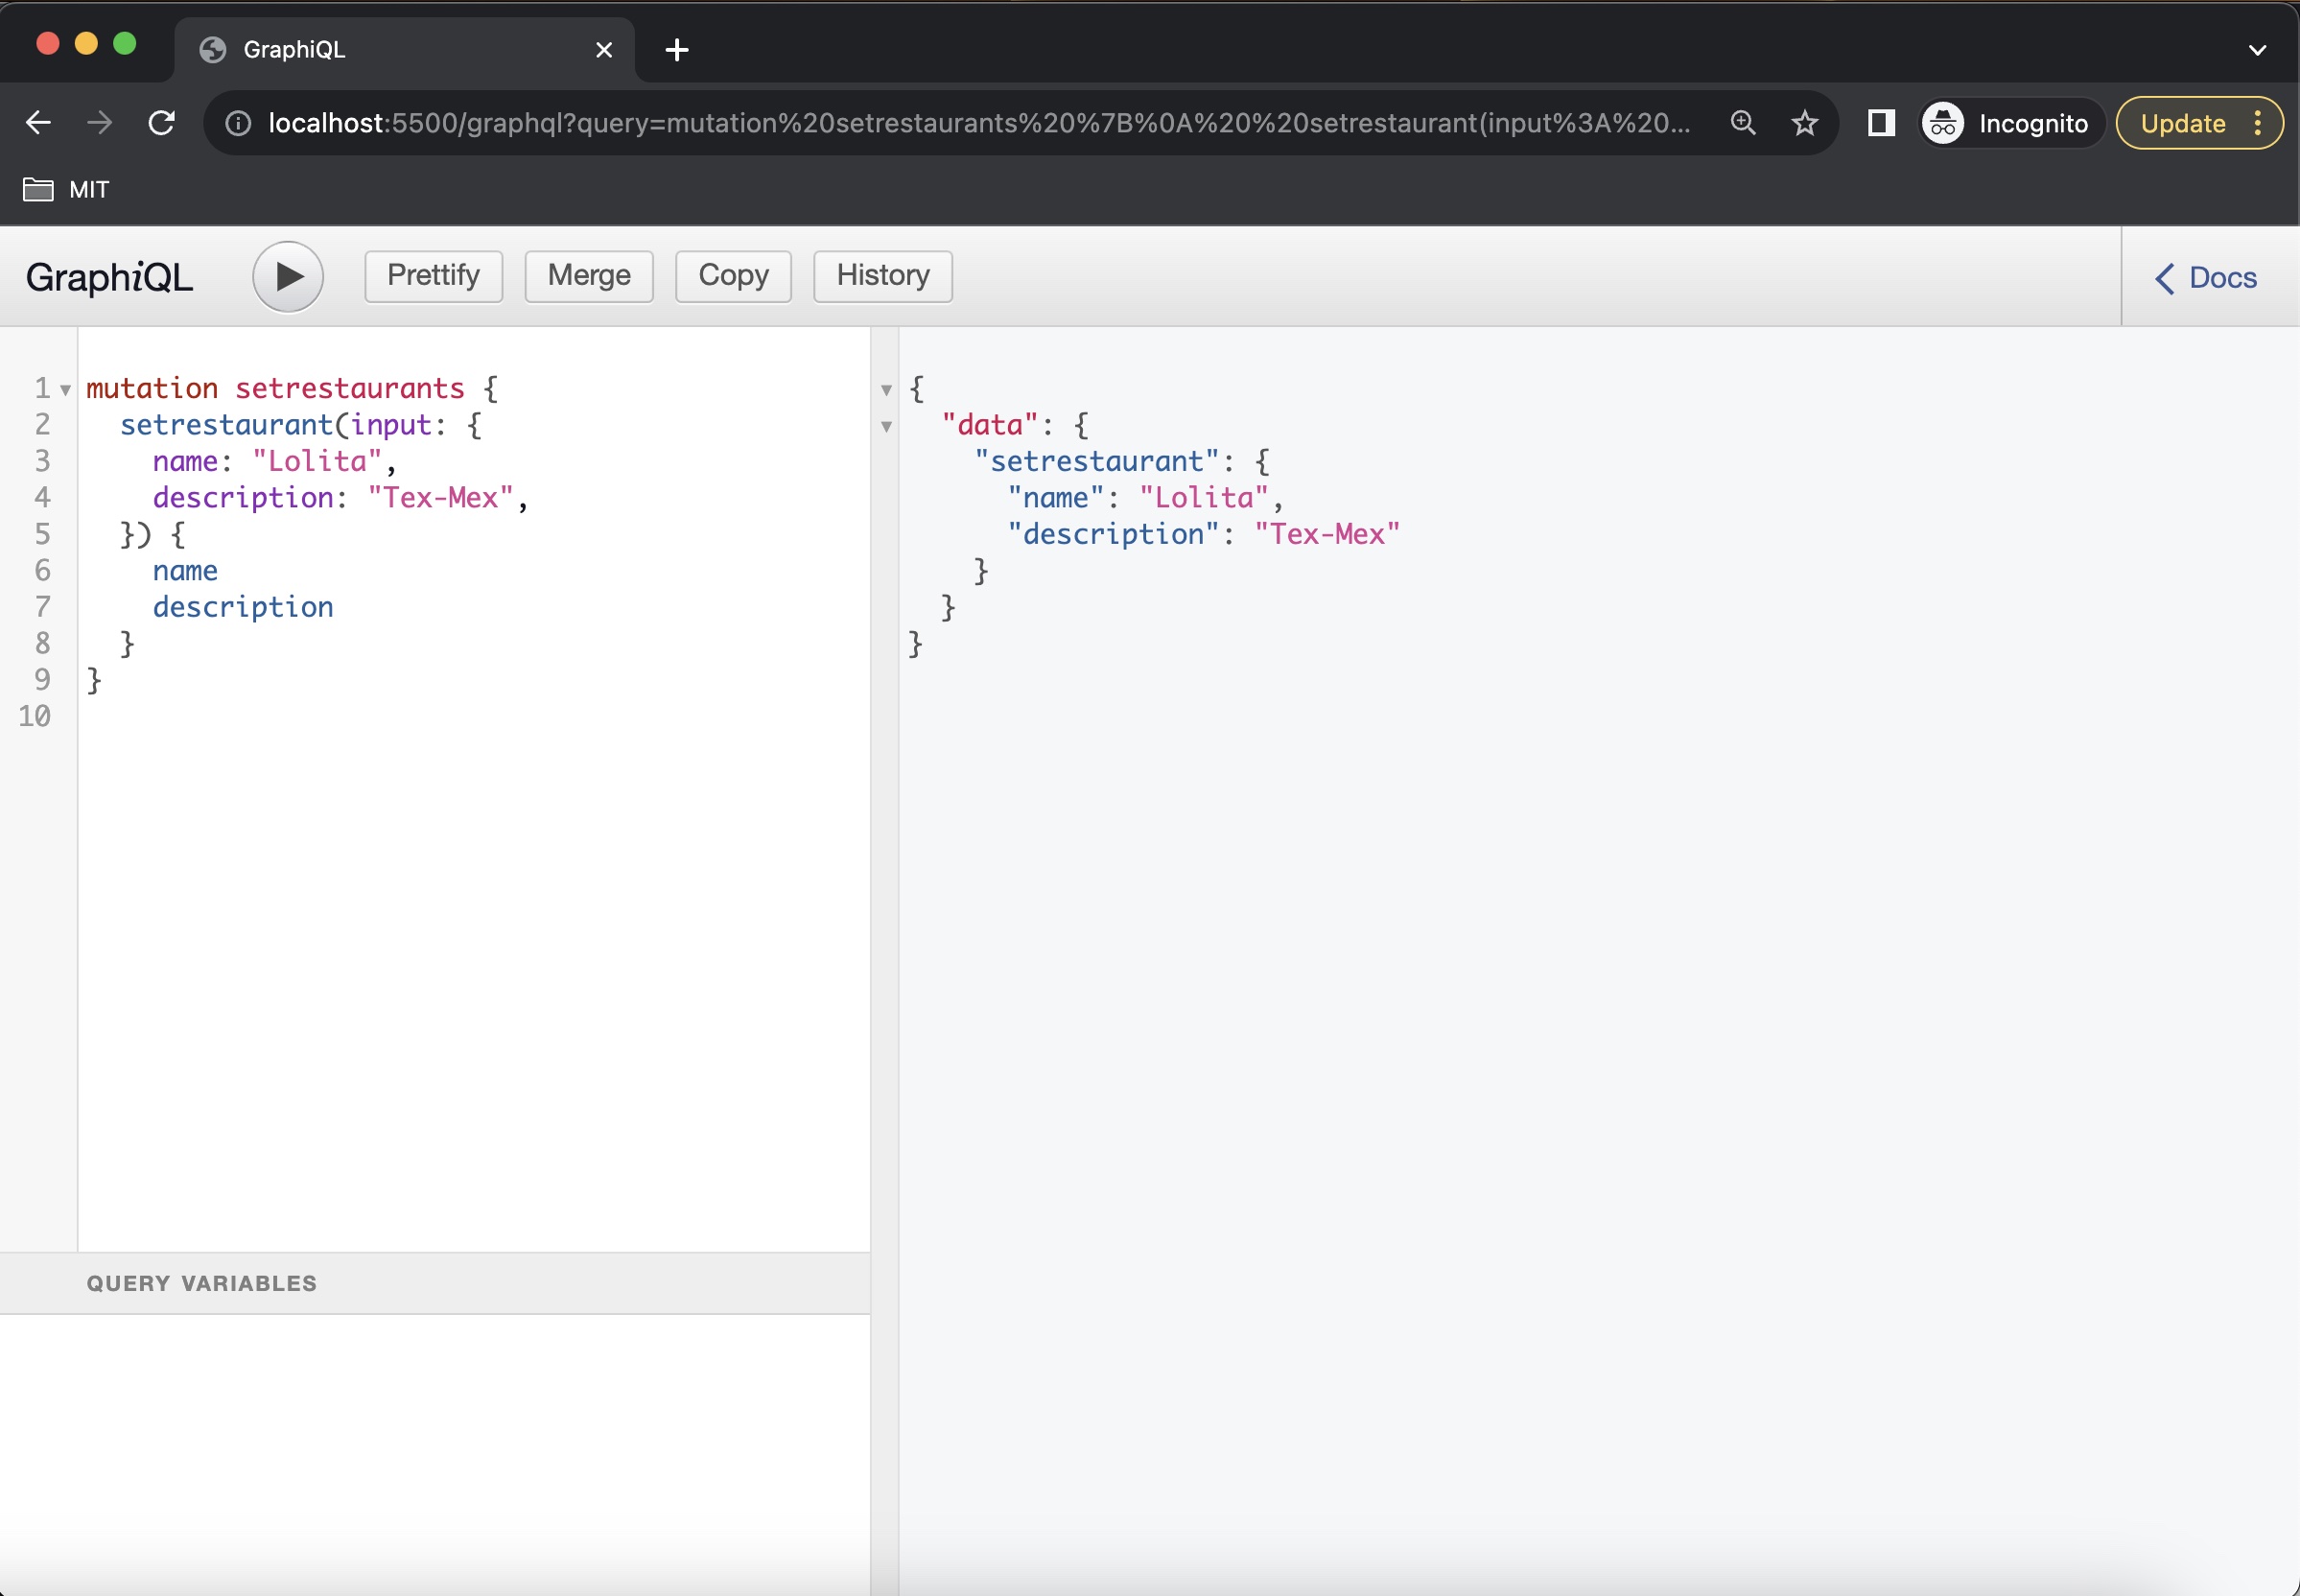 GraphiQL
localhost:5500/graphql?query=mutation%20setrestaurants%20%7B%0A%20%20setrestaurant(input%3A%20...
Incognito
Update
MIT
GraphiQL
Prettify
Merge
Copy
History
Docs
1 mutation setrestaurants {
2 setrestaurant(input: {
3 name: "Lolita",
4 description: "Tex-Mex",
5 }) {
6 name
7 description
8 }
9 }
10
{
"data": {
"setrestaurant": {
"name": "Lolita",
"description": "Tex-Mex"
}
}
}
QUERY VARIABLES